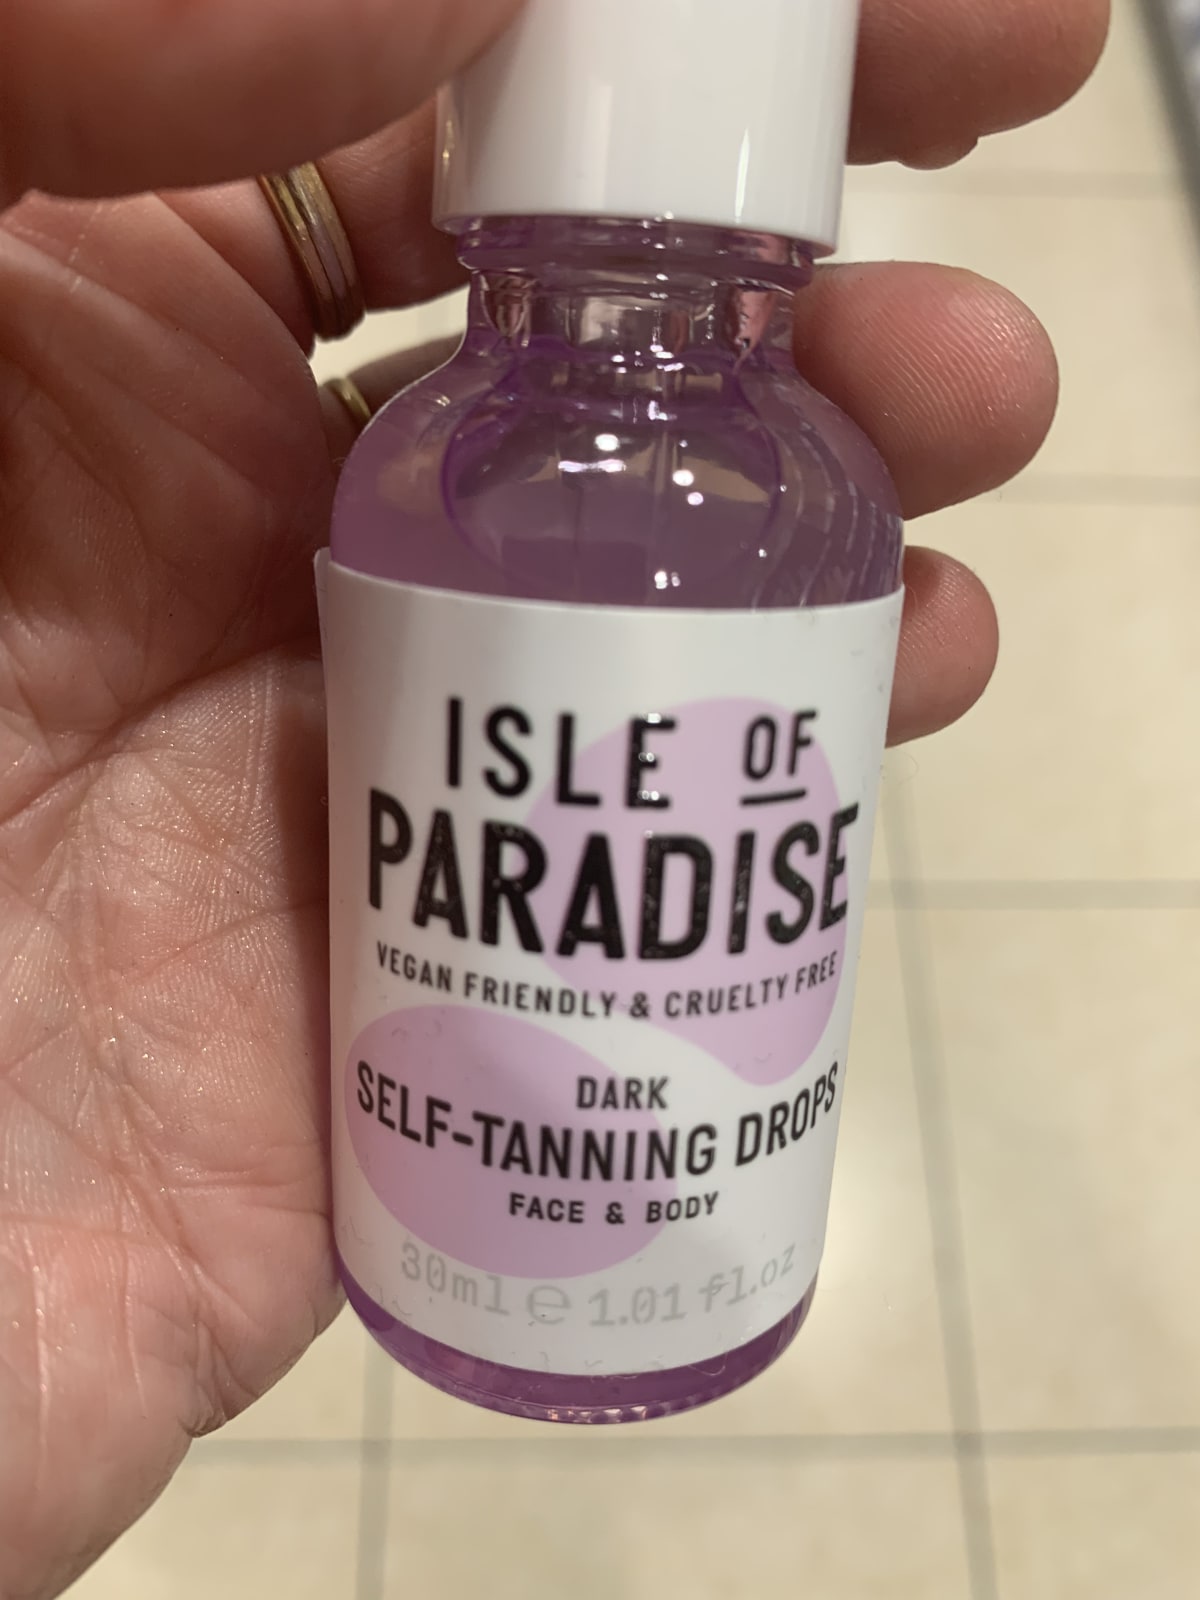 ISLE OF
PARADISE
VEGAN FRIENDLY & CRUELTY FREE
DARK
SELF-TANNING DROPS
FACE & BODY
30ml ℮ 1.01 fl.oz